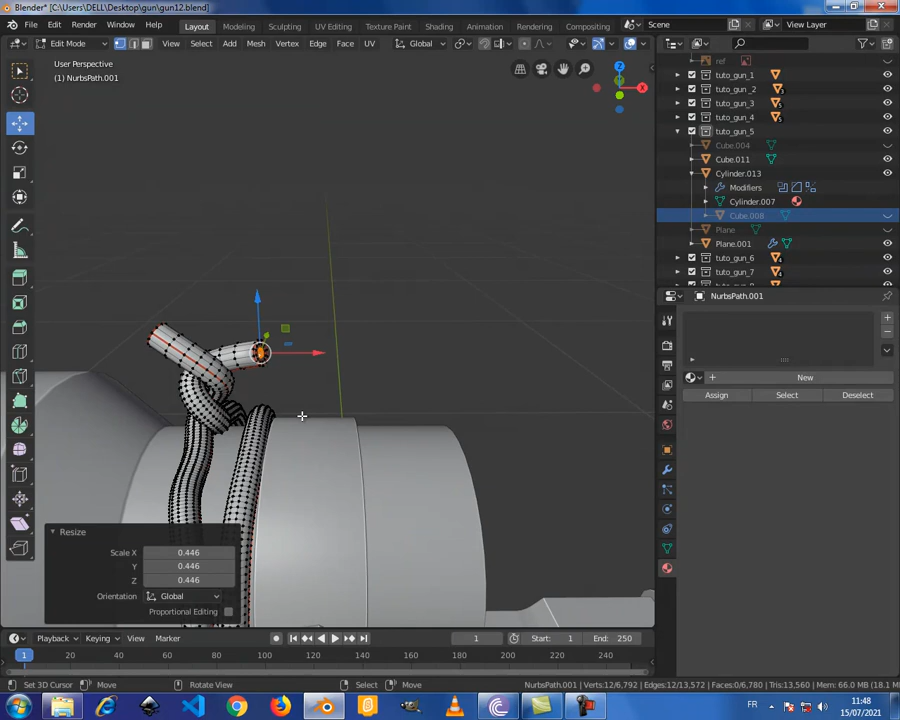 Blender* [C:\Users\DELL\Desktop\gun\gun12.blend]
File Edit Render Window Help Layout Modeling Sculpting UV Editing Texture Paint Shading Animation Rendering Compositing Scene View Layer
Edit Mode View Select Add Mesh Vertex Edge Face UV Global
User Perspective
(1) NurbsPath.001
Z
X
ref
tuto_gun_1
tuto_gun_2
tuto_gun_3
tuto_gun_4
tuto_gun_5
Cube.004
Cube.011
Cylinder.013
Modifiers
Cylinder.007
Cube.008
Plane
Plane.001
tuto_gun_6
tuto_gun_7
NurbsPath.001
New
Assign Select Deselect
Resize
Scale X 0.446
Y 0.446
Z 0.446
Orientation Global
Proportional Editing
Playback Keying View Marker 1 Start: 1 End: 250
1 20 40 60 80 100 120 140 160 180 200 220 240
Set 3D Cursor Move Rotate View Select Move NurbsPath.001 | Verts:12/6,792 | Edges:12/13,572 | Faces:0/6,780 | Tris:13,560 | Mem: 66.0 MB
FR 11:48
15/07/2021